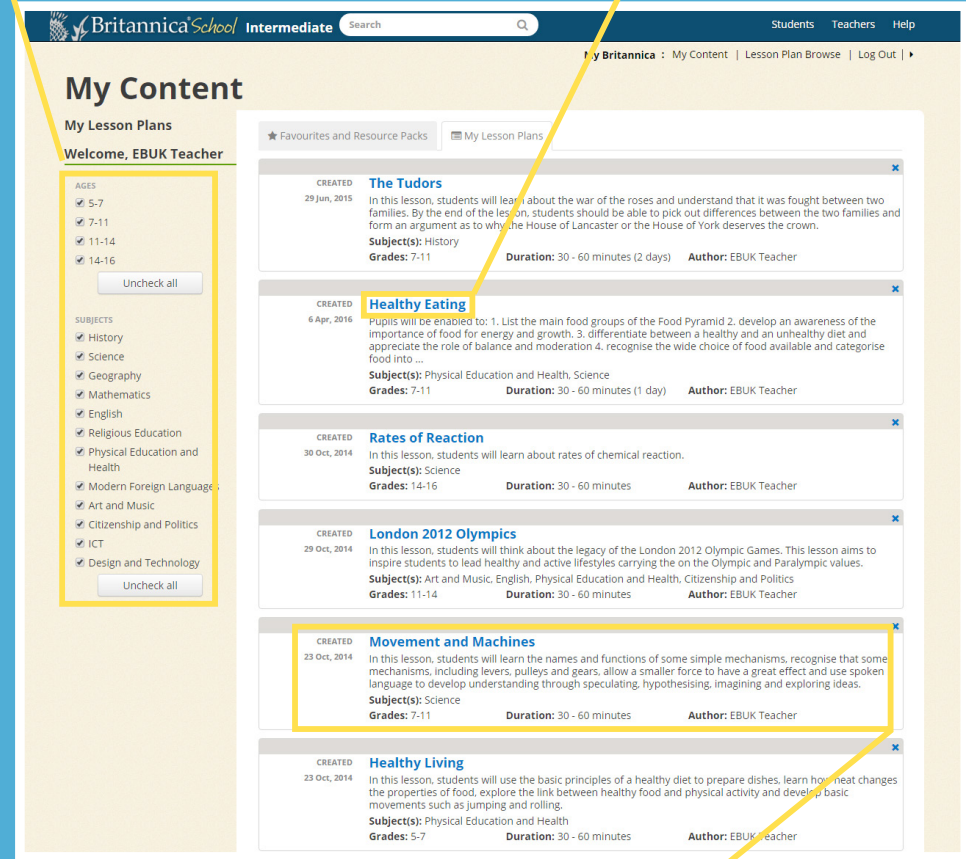 Britannica School Intermediate Search Students Teachers Help
My Britannica : My Content | Lesson Plan Browse | Log Out |
My Content
My Lesson Plans
Welcome, EBUK Teacher
AGES
5-7
7-11
11-14
14-16
Uncheck all
SUBJECTS
History
Science
Geography
Mathematics
English
Religious Education
Physical Education and
Health
Modern Foreign Languages
Art and Music
Citizenship and Politics
ICT
Design and Technology
Uncheck all
Favourites and Resource Packs My Lesson Plans
CREATED The Tudors
29 Jun, 2015 In this lesson, students will learn about the war of the roses and understand that it was fought between two
families. By the end of the lesson, students should be able to pick out differences between the two families and
form an argument as to why the House of Lancaster or the House of York deserves the crown.
Subject(s): History
Grades: 7-11 Duration: 30 - 60 minutes (2 days) Author: EBUK Teacher
CREATED Healthy Eating
6 Apr, 2016 Pupils will be enabled to: 1. List the main food groups of the Food Pyramid 2. develop an awareness of the
importance of food for energy and growth. 3. differentiate between a healthy and an unhealthy diet and
appreciate the role of balance and moderation 4. recognise the wide choice of food available and categorise
food into ...
Subject(s): Physical Education and Health, Science
Grades: 7-11 Duration: 30 - 60 minutes (1 day) Author: EBUK Teacher
CREATED Rates of Reaction
30 Oct, 2014 In this lesson, students will learn about rates of chemical reaction.
Subject(s): Science
Grades: 14-16 Duration: 30 - 60 minutes Author: EBUK Teacher
CREATED London 2012 Olympics
29 Oct, 2014 In this lesson, students will think about the legacy of the London 2012 Olympic Games. This lesson aims to
inspire students to lead healthy and active lifestyles carrying the on the Olympic and Paralympic values.
Subject(s): Art and Music, English, Physical Education and Health, Citizenship and Politics
Grades: 11-14 Duration: 30 - 60 minutes Author: EBUK Teacher
CREATED Movement and Machines
23 Oct, 2014 In this lesson, students will learn the names and functions of some simple mechanisms, recognise that some
mechanisms, including levers, pulleys and gears, allow a smaller force to have a great effect and use spoken
language to develop understanding through speculating, hypothesising, imagining and exploring ideas.
Subject(s): Science
Grades: 7-11 Duration: 30 - 60 minutes Author: EBUK Teacher
CREATED Healthy Living
23 Oct, 2014 In this lesson, students will use the basic principles of a healthy diet to prepare dishes, learn how heat changes
the properties of food, explore the link between healthy food and physical activity and develop basic
movements such as jumping and rolling.
Subject(s): Physical Education and Health
Grades: 5-7 Duration: 30 - 60 minutes Author: EBUK Teacher